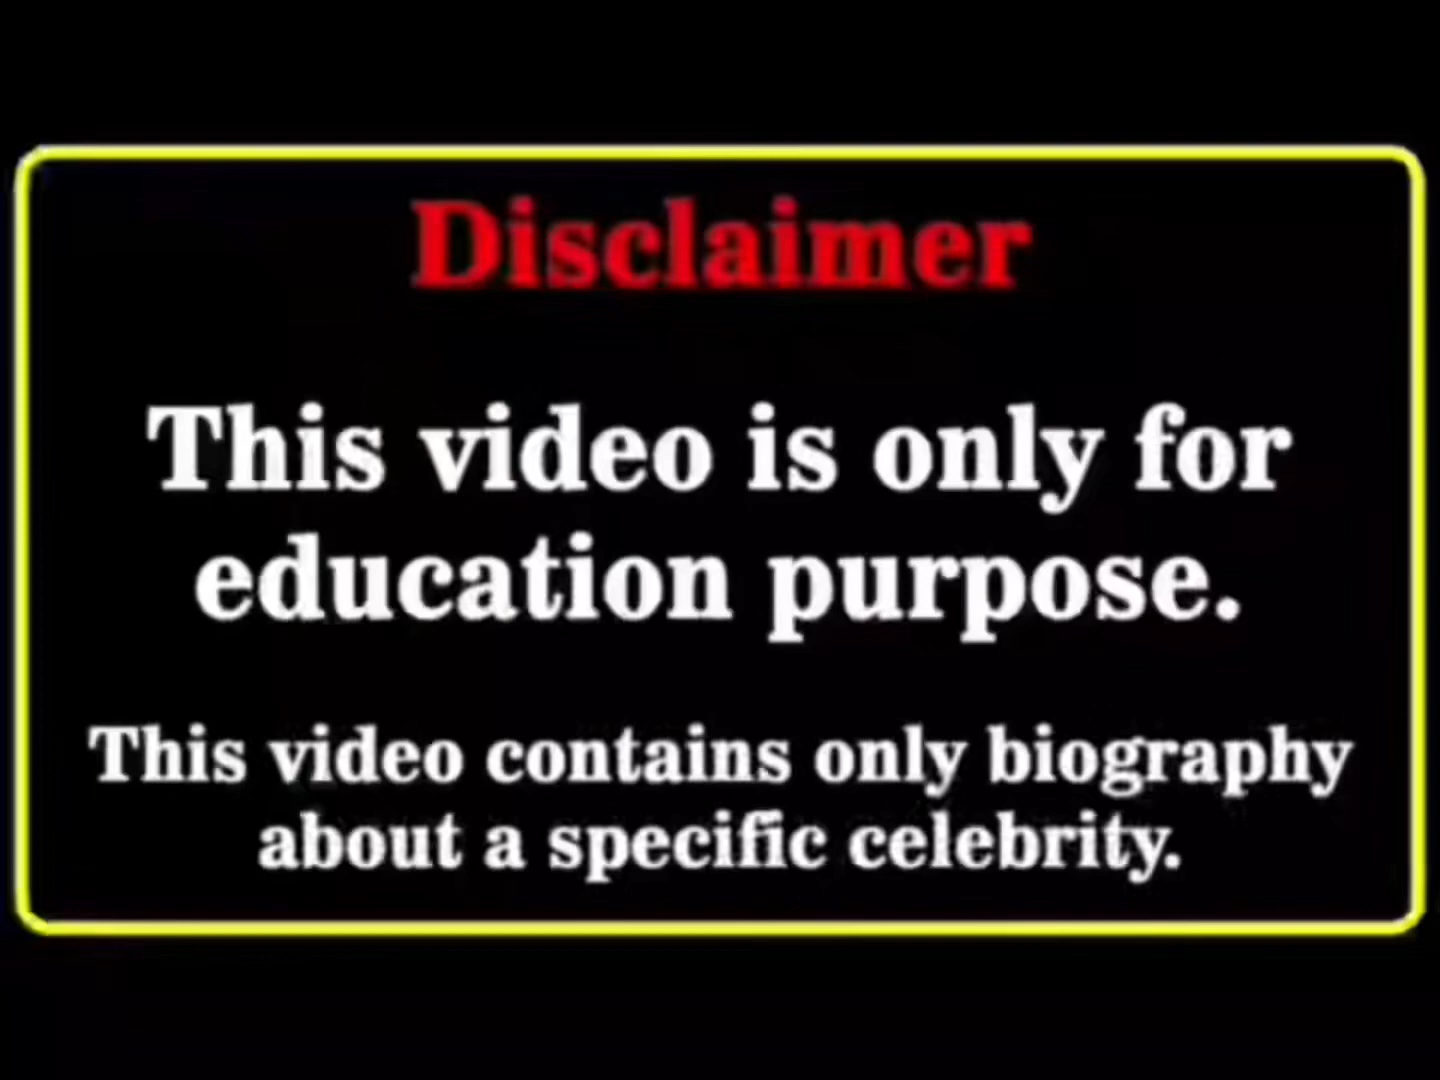 Disclaimer
This video is only for
education purpose.
This video contains only biography
about a specific celebrity.